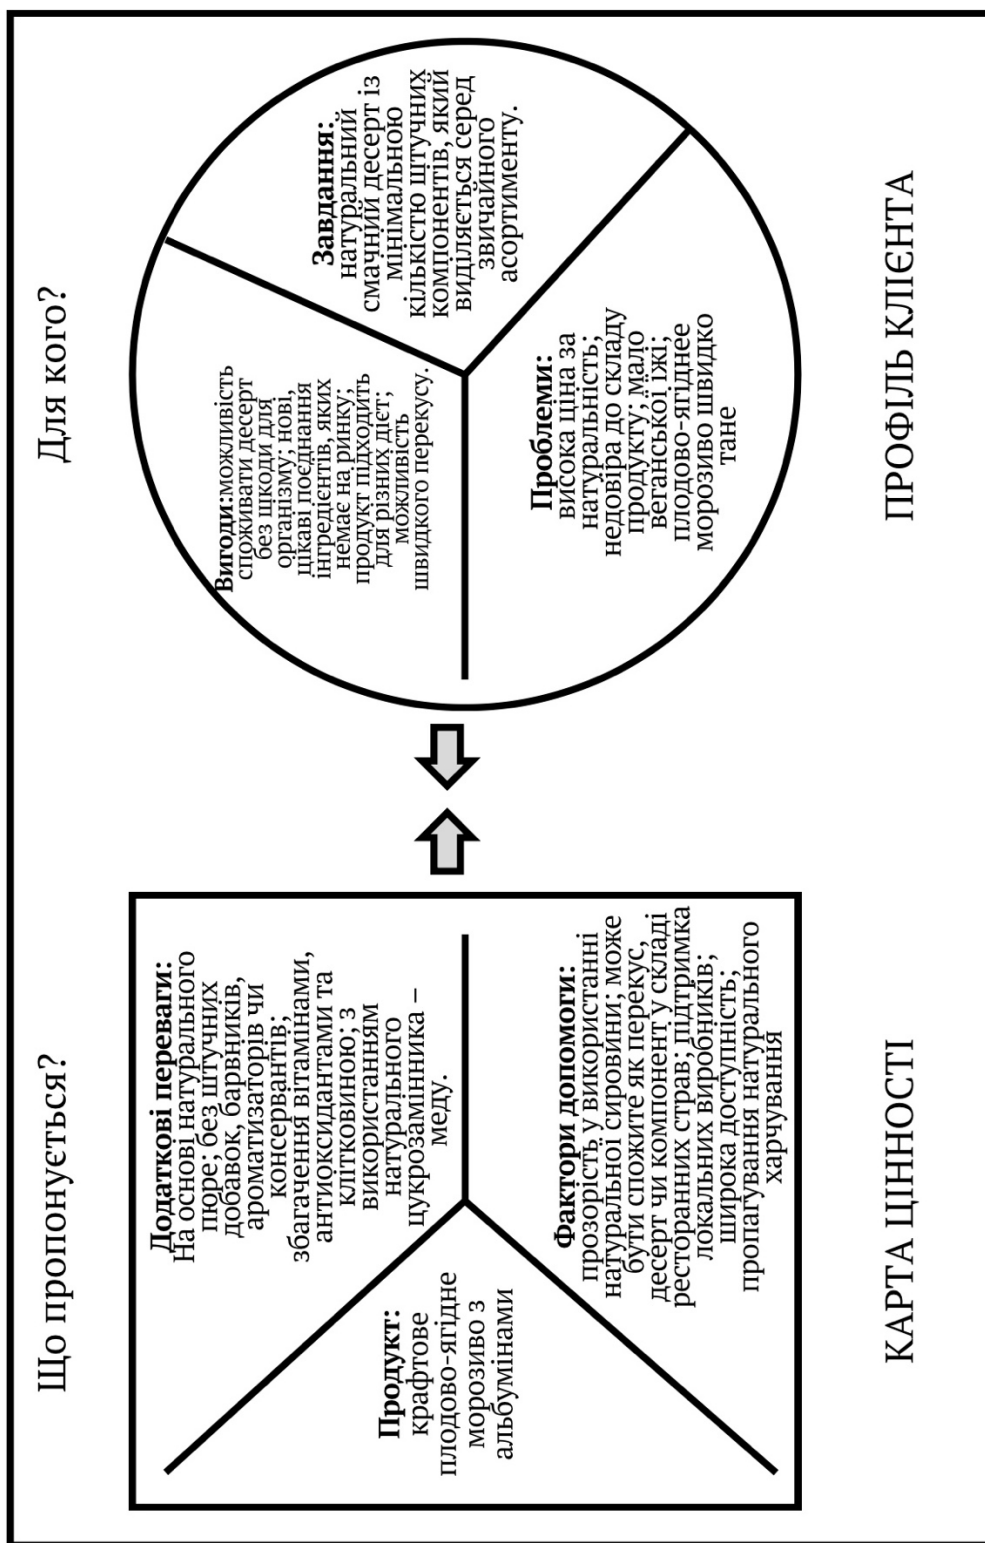 Що пропонується?
Додаткові переваги:
На основі натурального
пюре; без штучних
добавок, барвників,
ароматизаторів чи
консервантів;
збагачення вітамінами,
антиоксидантами та
клітковиною; з
використанням
натурального
цукрозамінника –
меду.
Продукт:
крафтове
плодово-ягідне
морозиво з
альбумінами
Фактори допомоги:
прозорість у використанні
натуральної сировини; може
бути спожите як перекус,
десерт чи компонент у складі
ресторанних страв; підтримка
локальних виробників;
широка доступність;
пропагування натурального
харчування
КАРТА ЦІННОСТІ
Для кого?
Вигоди:можливість
споживати десерт
без шкоди для
організму; нові,
цікаві поєднання
інгредієнтів, яких
немає на ринку;
продукт підходить
для різних дієт;
можливість
швидкого перекусу.
Завдання:
натуральний
смачний десерт із
мінімальною
кількістю штучних
компонентів, який
виділяється серед
звичайного
асортименту.
Проблеми:
висока ціна за
натуральність;
недовіра до складу
продукту; мало
веганської їжі;
плодово-ягіднеe
морозиво швидко
тане
ПРОФІЛЬ КЛІЄНТА